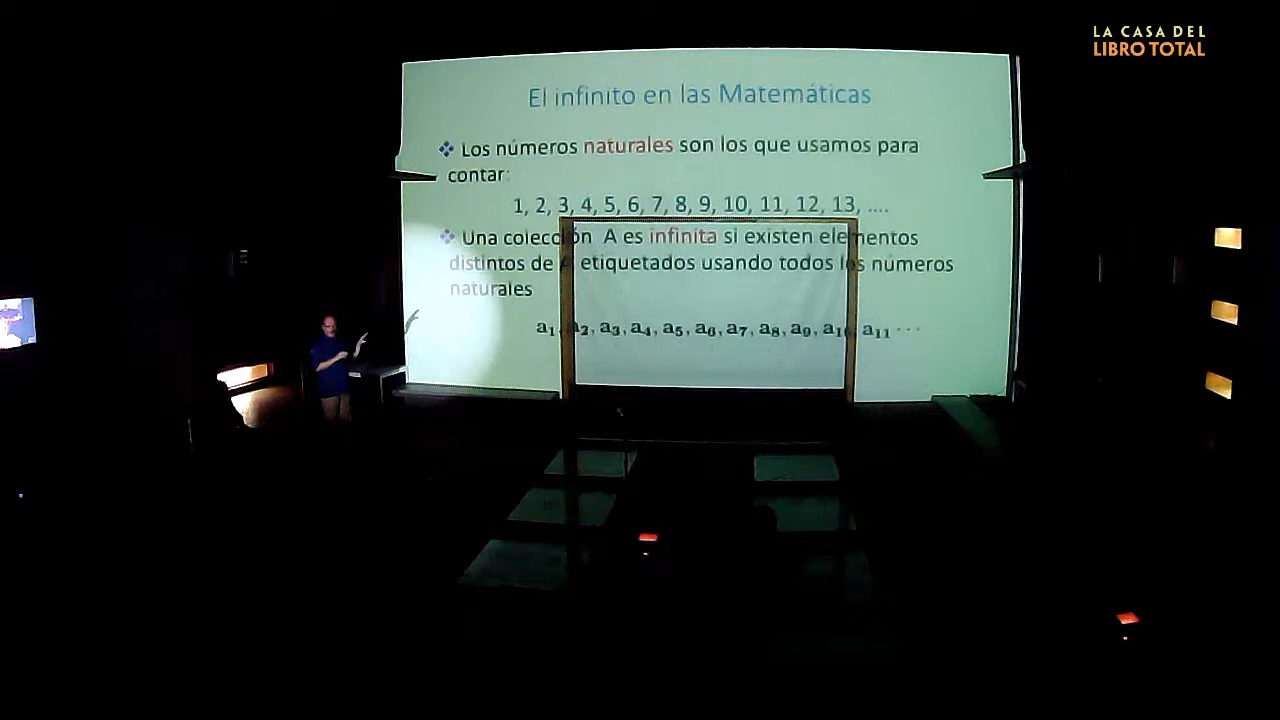 LA CASA DEL
LIBRO TOTAL
El infinito en las Matemáticas
❖ Los números naturales son los que usamos para
contar:
1, 2, 3, 4, 5, 6, 7, 8, 9, 10, 11, 12, 13, ....
❖ Una colección A es infinita si existen elementos
distintos de A etiquetados usando todos los números
naturales
a₁, a₂, a₃, a₄, a₅, a₆, a₇, a₈, a₉, a₁₀, a₁₁ ⋯